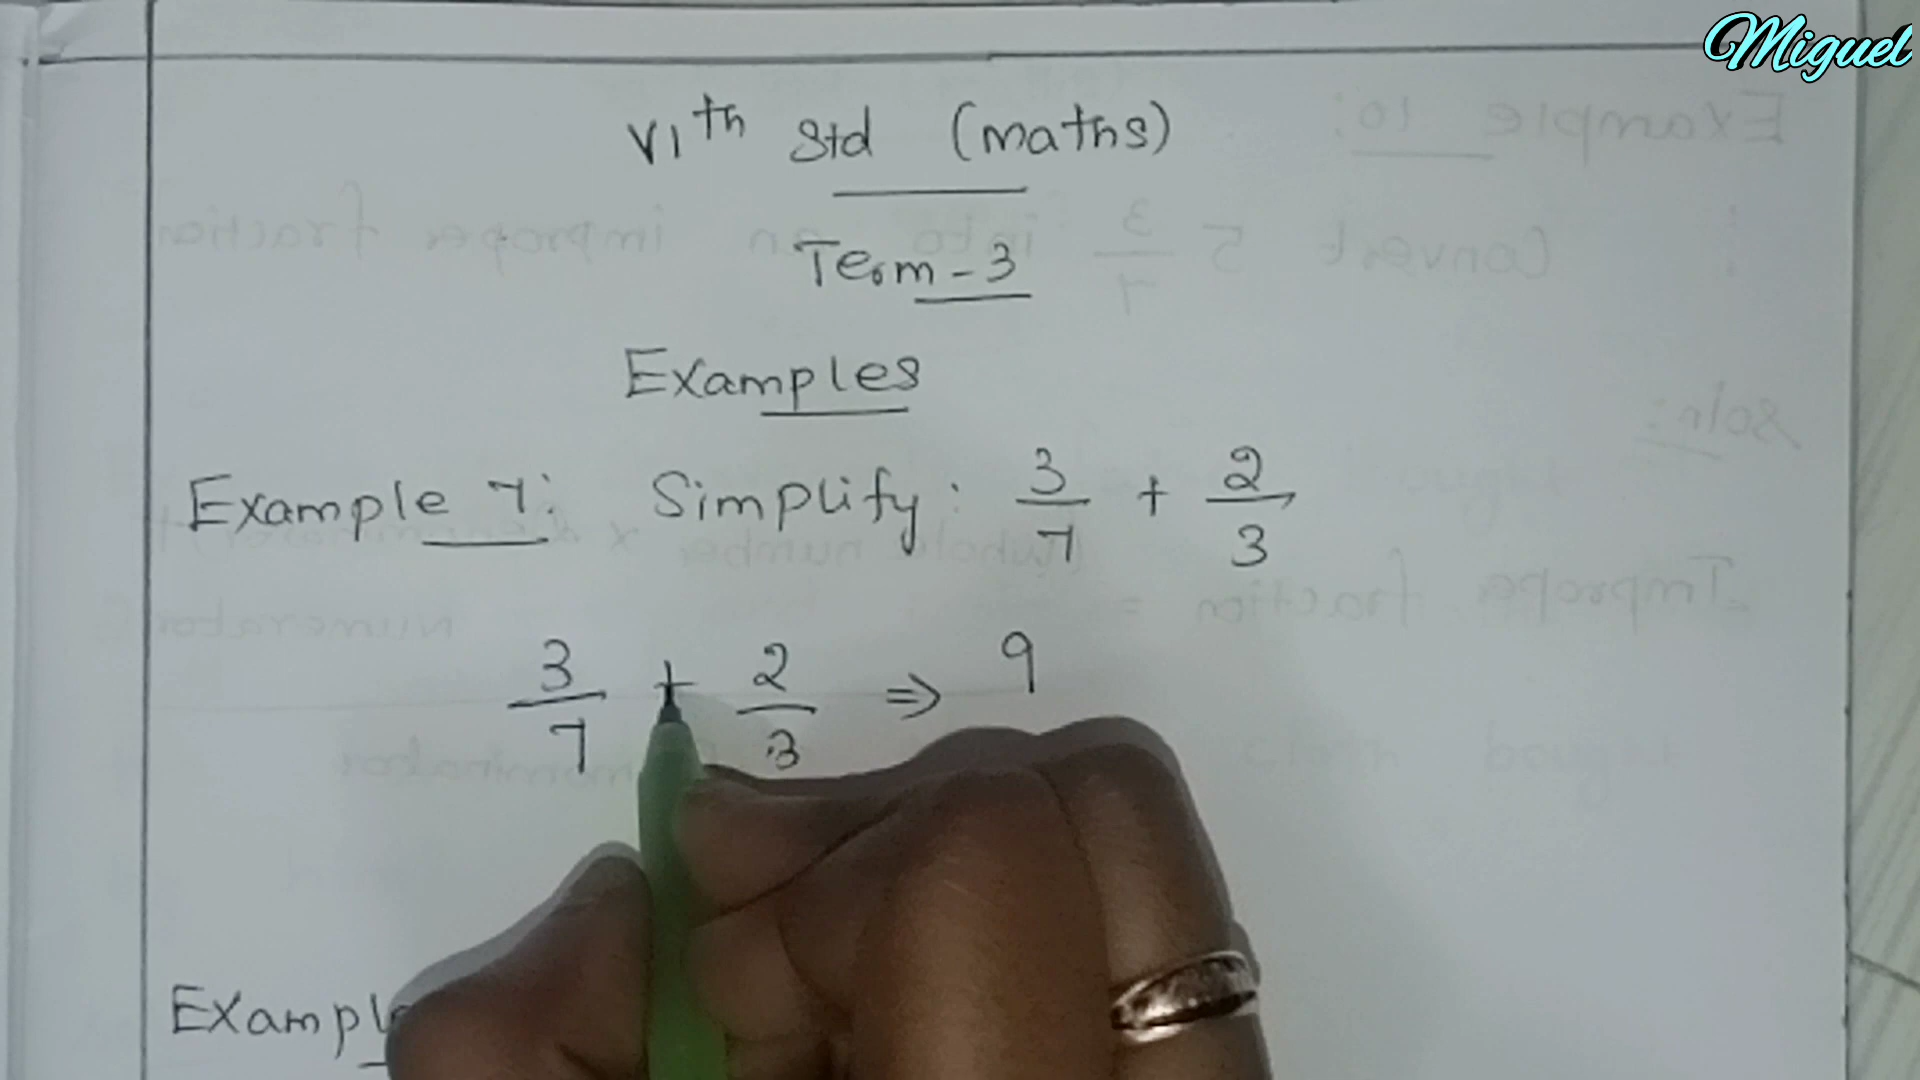 Miguel
VIth Std (maths)
Term - 3
Examples
Example 7: Simplify: 3/7 + 2/3
3/7 + 2/3 ⇒ 9
Example